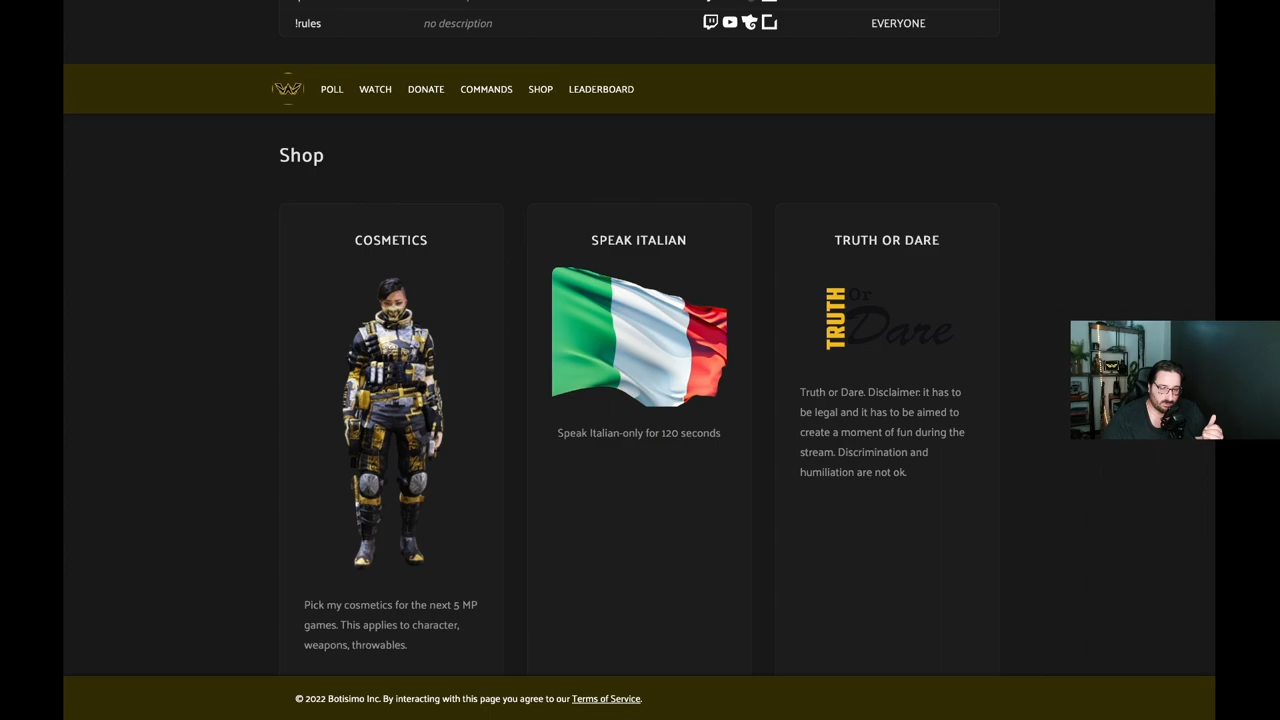 !rules no description EVERYONE
POLL WATCH DONATE COMMANDS SHOP LEADERBOARD
Shop
COSMETICS
Pick my cosmetics for the next 5 MP
games. This applies to character,
weapons, throwables.
SPEAK ITALIAN
Speak Italian-only for 120 seconds
TRUTH OR DARE
TRUTH Or Dare
Truth or Dare. Disclaimer: it has to
be legal and it has to be aimed to
create a moment of fun during the
stream. Discrimination and
humiliation are not ok.
© 2022 Botisimo Inc. By interacting with this page you agree to our Terms of Service.